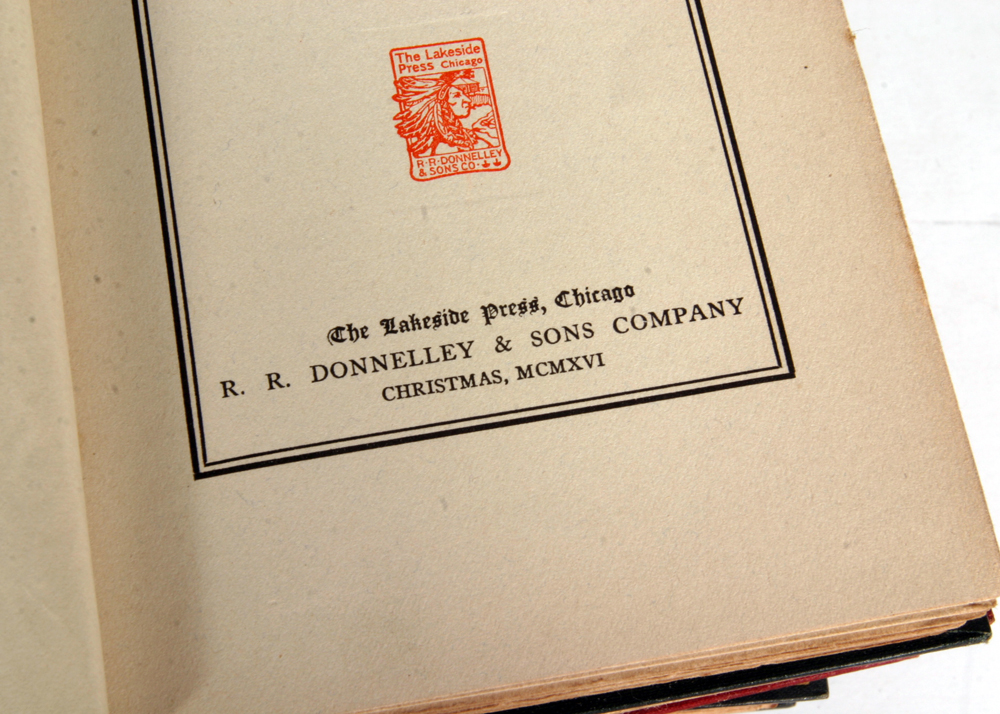 The Lakeside
Press Chicago
R·R·DONNELLEY
& SONS CO·
The Lakeside Press, Chicago
R. R. DONNELLEY & SONS COMPANY
CHRISTMAS, MCMXVI